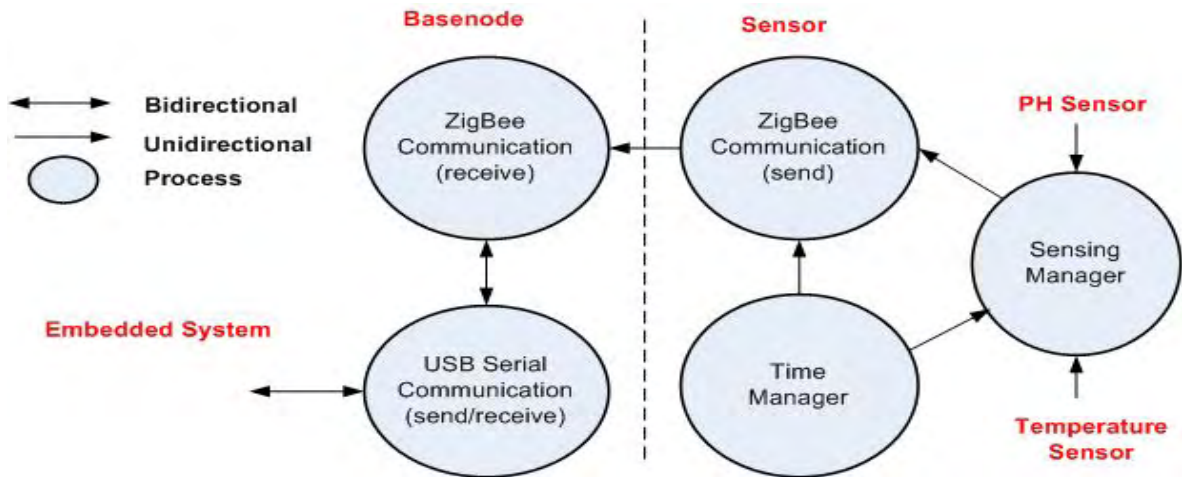 Basenode
Sensor
Bidirectional
Unidirectional
Process
ZigBee
Communication
(receive)
ZigBee
Communication
(send)
PH Sensor
Sensing
Manager
Embedded System
USB Serial
Communication
(send/receive)
Time
Manager
Temperature
Sensor